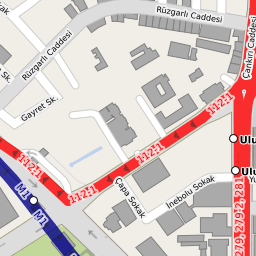 Rüzgarlı Caddesi
Çankırı Caddesi
Rüzgarlı Caddesi
Sk.
Gayret Sk.
112;1
112;1
112;1
112;1
Ulu
Ulu
M1
M1
Çapa Sokak
İnebolu Sokak